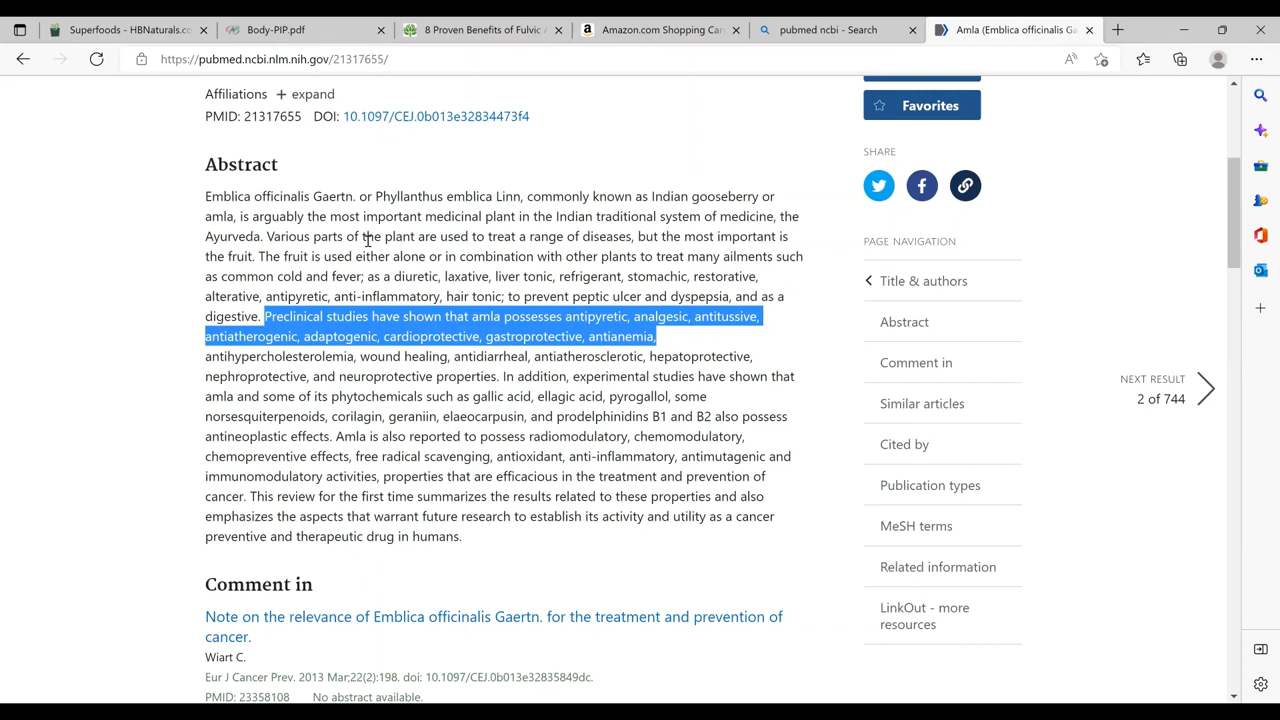 Superfoods - HBNaturals.co
Body-PIP.pdf
8 Proven Benefits of Fulvic A
Amazon.com Shopping Car
pubmed ncbi - Search
Amla (Emblica officinalis Ga
https://pubmed.ncbi.nlm.nih.gov/21317655/
Affiliations + expand
PMID: 21317655 DOI: 10.1097/CEJ.0b013e32834473f4
Abstract
Emblica officinalis Gaertn. or Phyllanthus emblica Linn, commonly known as Indian gooseberry or
amla, is arguably the most important medicinal plant in the Indian traditional system of medicine, the
Ayurveda. Various parts of the plant are used to treat a range of diseases, but the most important is
the fruit. The fruit is used either alone or in combination with other plants to treat many ailments such
as common cold and fever; as a diuretic, laxative, liver tonic, refrigerant, stomachic, restorative,
alterative, antipyretic, anti-inflammatory, hair tonic; to prevent peptic ulcer and dyspepsia, and as a
digestive. Preclinical studies have shown that amla possesses antipyretic, analgesic, antitussive,
antiatherogenic, adaptogenic, cardioprotective, gastroprotective, antianemia,
antihypercholesterolemia, wound healing, antidiarrheal, antiatherosclerotic, hepatoprotective,
nephroprotective, and neuroprotective properties. In addition, experimental studies have shown that
amla and some of its phytochemicals such as gallic acid, ellagic acid, pyrogallol, some
norsesquiterpenoids, corilagin, geraniin, elaeocarpusin, and prodelphinidins B1 and B2 also possess
antineoplastic effects. Amla is also reported to possess radiomodulatory, chemomodulatory,
chemopreventive effects, free radical scavenging, antioxidant, anti-inflammatory, antimutagenic and
immunomodulatory activities, properties that are efficacious in the treatment and prevention of
cancer. This review for the first time summarizes the results related to these properties and also
emphasizes the aspects that warrant future research to establish its activity and utility as a cancer
preventive and therapeutic drug in humans.
Comment in
Note on the relevance of Emblica officinalis Gaertn. for the treatment and prevention of
cancer.
Wiart C.
Eur J Cancer Prev. 2013 Mar;22(2):198. doi: 10.1097/CEJ.0b013e32835849dc.
PMID: 23358108 No abstract available.
Favorites
SHARE
PAGE NAVIGATION
Title & authors
Abstract
Comment in
Similar articles
Cited by
Publication types
MeSH terms
Related information
LinkOut - more
resources
NEXT RESULT
2 of 744